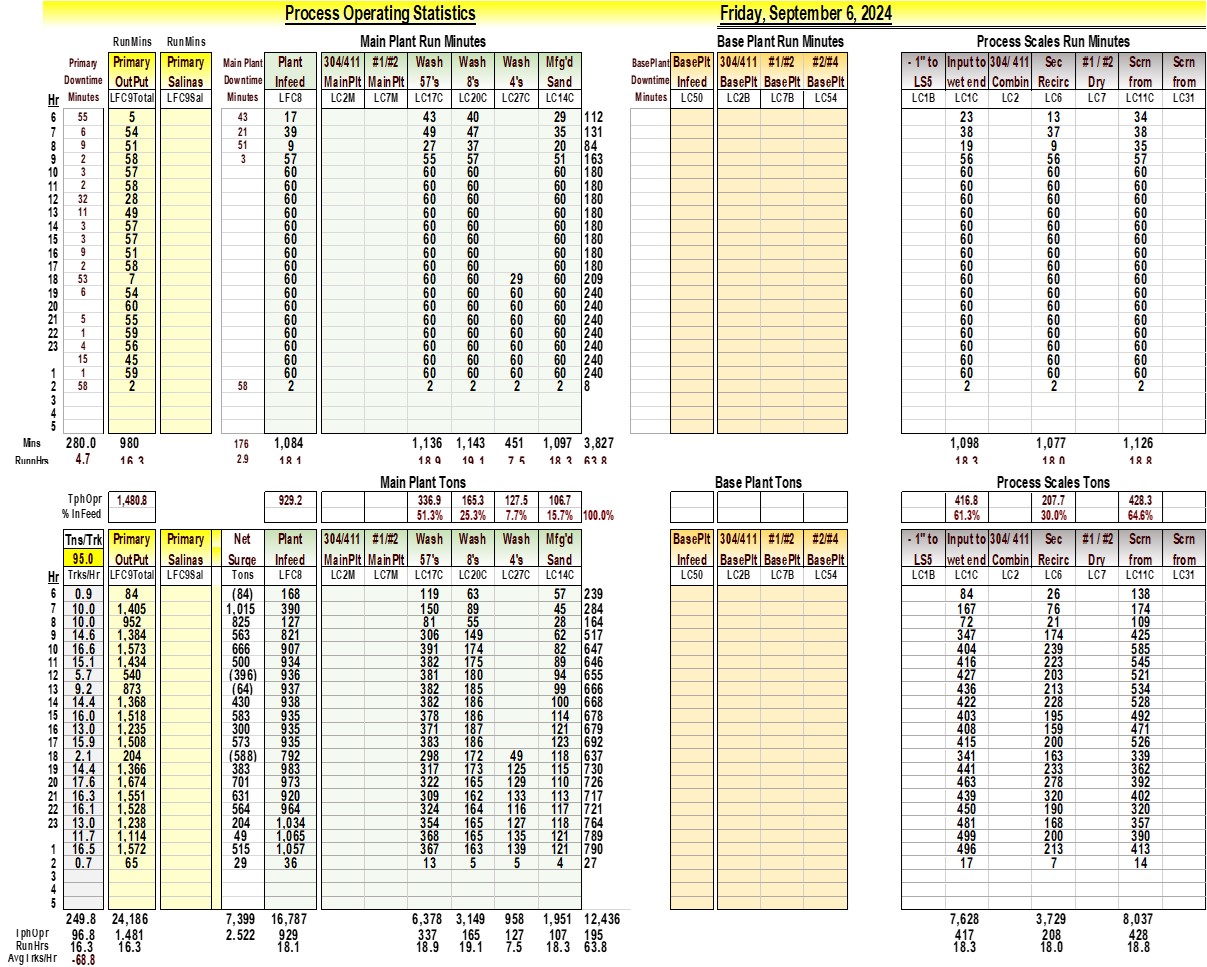 Process Operating Statistics Friday, September 6, 2024
RunMins RunMins Main Plant Run Minutes Base Plant Run Minutes Process Scales Run Minutes
Primary Primary Primary Main Plant Plant 304/411 #1/#2 Wash Wash Wash Mfg'd BasePlant BasePlt 304/411 #1/#2 #2/#4 - 1" to Input to 304/ 411 Sec #1 / #2 Scrn Scrn
Downtime OutPut Salinas Downtime Infeed MainPlt MainPlt 57's 8's 4's Sand Downtime Infeed BasePlt BasePlt BasePlt LS5 wet end Combin Recirc Dry from from
Hr Minutes LFC9Total LFC9Sal Minutes LFC8 LC2M LC7M LC17C LC20C LC27C LC14C Minutes LC50 LC2B LC7B LC54 LC1B LC1C LC2 LC6 LC7 LC11C LC31
6 55 5 43 17 43 40 29 112 23 13 34
7 6 54 21 39 49 47 35 131 38 37 38
8 9 51 51 9 27 37 20 84 19 9 35
9 2 58 3 57 55 57 51 163 56 56 57
10 3 57 60 60 60 60 180 60 60 60
11 2 58 60 60 60 60 180 60 60 60
12 32 28 60 60 60 60 180 60 60 60
13 11 49 60 60 60 60 180 60 60 60
14 3 57 60 60 60 60 180 60 60 60
15 3 57 60 60 60 60 180 60 60 60
16 9 51 60 60 60 60 180 60 60 60
17 2 58 60 60 60 60 180 60 60 60
18 53 7 60 60 60 29 60 209 60 60 60
19 6 54 60 60 60 60 60 240 60 60 60
20 60 60 60 60 60 60 240 60 60 60
21 5 55 60 60 60 60 60 240 60 60 60
22 1 59 60 60 60 60 60 240 60 60 60
23 4 56 60 60 60 60 60 240 60 60 60
15 45 60 60 60 60 60 240 60 60 60
1 1 59 60 60 60 60 60 240 60 60 60
2 58 2 58 2 2 2 2 2 8 2 2 2
3
4
5
Mins 280.0 980 176 1,084 1,136 1,143 451 1,097 3,827 1,098 1,077 1,126
RunnHrs 4.7 16.3 2.9 18.1 18.9 19.1 7.5 18.3 63.8 18.3 18.0 18.8
Main Plant Tons Base Plant Tons Process Scales Tons
TphOpr 1,480.8 929.2 336.9 165.3 127.5 106.7 416.8 207.7 428.3
% InFeed 51.3% 25.3% 7.7% 15.7% 100.0% 61.3% 30.0% 64.6%
Tns/Trk Primary Primary Net Plant 304/411 #1/#2 Wash Wash Wash Mfg'd BasePlt 304/411 #1/#2 #2/#4 - 1" to Input to 304/ 411 Sec #1 / #2 Scrn Scrn
95.0 OutPut Salinas Surge Infeed MainPlt MainPlt 57's 8's 4's Sand Infeed BasePlt BasePlt BasePlt LS5 wet end Combin Recirc Dry from from
Hr Trks/Hr LFC9Total LFC9Sal Tons LFC8 LC2M LC7M LC17C LC20C LC27C LC14C LC50 LC2B LC7B LC54 LC1B LC1C LC2 LC6 LC7 LC11C LC31
6 0.9 84 (84) 168 119 63 57 239 84 26 138
7 10.0 1,405 1,015 390 150 89 45 284 167 76 174
8 10.0 952 825 127 81 55 28 164 72 21 109
9 14.6 1,384 563 821 306 149 62 517 347 174 425
10 16.6 1,573 666 907 391 174 82 647 404 239 585
11 15.1 1,434 500 934 382 175 89 646 416 223 545
12 5.7 540 (396) 936 381 180 94 655 427 203 521
13 9.2 873 (64) 937 382 185 99 666 436 213 534
14 14.4 1,368 430 938 382 186 100 668 422 228 528
15 16.0 1,518 583 935 378 186 114 678 403 195 492
16 13.0 1,235 300 935 371 187 121 679 408 159 471
17 15.9 1,508 573 935 383 186 123 692 415 200 526
18 2.1 204 (588) 792 298 172 49 118 637 341 163 339
19 14.4 1,366 383 983 317 173 125 115 730 441 233 362
20 17.6 1,674 701 973 322 165 129 110 726 463 278 392
21 16.3 1,551 631 920 309 162 133 113 717 439 320 402
22 16.1 1,528 564 964 324 164 116 117 721 450 190 320
23 13.0 1,238 204 1,034 354 165 127 118 764 481 168 357
11.7 1,114 49 1,065 368 165 135 121 789 499 200 390
1 16.5 1,572 515 1,057 367 163 139 121 790 496 213 413
2 0.7 65 29 36 13 5 5 4 27 17 7 14
3
4
5
249.8 24,186 7,399 16,787 6,378 3,149 958 1,951 12,436 7,628 3,729 8,037
TphOpr 96.8 1,481 2,522 929 337 165 127 107 195 417 208 428
RunHrs 16.3 16.3 18.1 18.9 19.1 7.5 18.3 63.8 18.3 18.0 18.8
AvgTrks/Hr -68.8